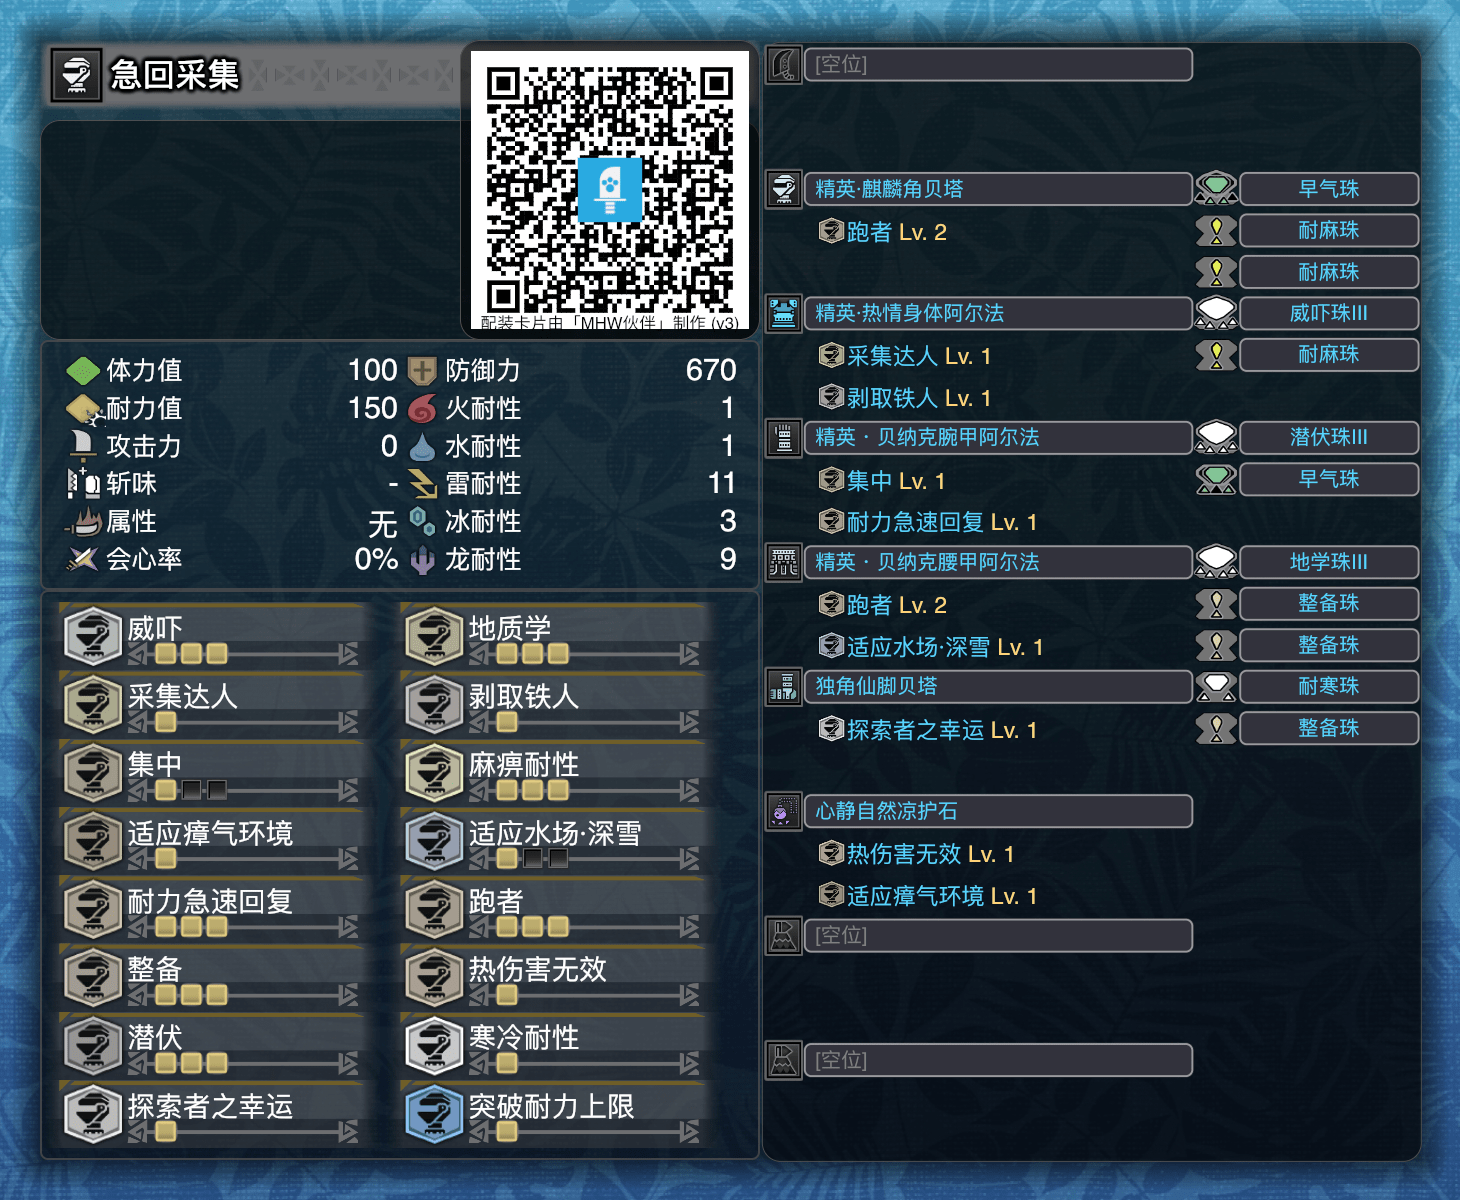 急回采集
配装卡片由「MHW伙伴」制作 (v3)
体力值 100
耐力值 150
攻击力 0
斩味 -
属性 无
会心率 0%
防御力 670
火耐性 1
水耐性 1
雷耐性 11
冰耐性 3
龙耐性 9
威吓
地质学
采集达人
剥取铁人
集中
麻痹耐性
适应瘴气环境
适应水场·深雪
耐力急速回复
跑者
整备
热伤害无效
潜伏
寒冷耐性
探索者之幸运
突破耐力上限
[空位]
精英·麒麟角贝塔
早气珠
跑者 Lv. 2
耐麻珠
耐麻珠
精英·热情身体阿尔法
威吓珠III
采集达人 Lv. 1
耐麻珠
剥取铁人 Lv. 1
精英·贝纳克腕甲阿尔法
潜伏珠III
集中 Lv. 1
早气珠
耐力急速回复 Lv. 1
精英·贝纳克腰甲阿尔法
地学珠III
跑者 Lv. 2
整备珠
适应水场·深雪 Lv. 1
整备珠
独角仙脚贝塔
耐寒珠
探索者之幸运 Lv. 1
整备珠
心静自然凉护石
热伤害无效 Lv. 1
适应瘴气环境 Lv. 1
[空位]
[空位]